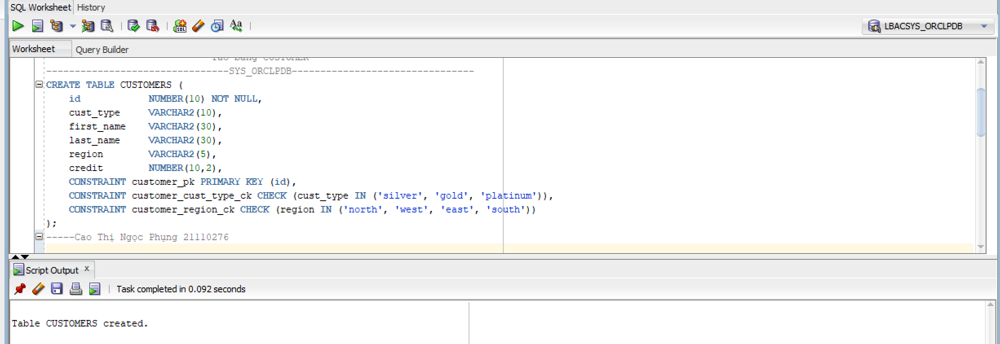 SQL Worksheet History
LBACSYS_ORCLPDB
Worksheet Query Builder
Tạo bảng CUSTOMER
--------------------------------SYS_ORCLPDB--------------------------------
CREATE TABLE CUSTOMERS (
id NUMBER(10) NOT NULL,
cust_type VARCHAR2(10),
first_name VARCHAR2(30),
last_name VARCHAR2(30),
region VARCHAR2(5),
credit NUMBER(10,2),
CONSTRAINT customer_pk PRIMARY KEY (id),
CONSTRAINT customer_cust_type_ck CHECK (cust_type IN ('silver', 'gold', 'platinum')),
CONSTRAINT customer_region_ck CHECK (region IN ('north', 'west', 'east', 'south'))
);
-----Cao Thị Ngọc Phụng 21110276
Script Output x
Task completed in 0.092 seconds
Table CUSTOMERS created.